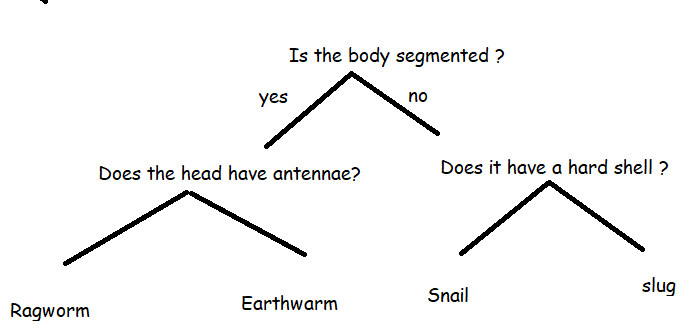 Is the body segmented ?
yes
no
Does the head have antennae?
Does it have a hard shell ?
Ragworm
Earthwarm
Snail
slug